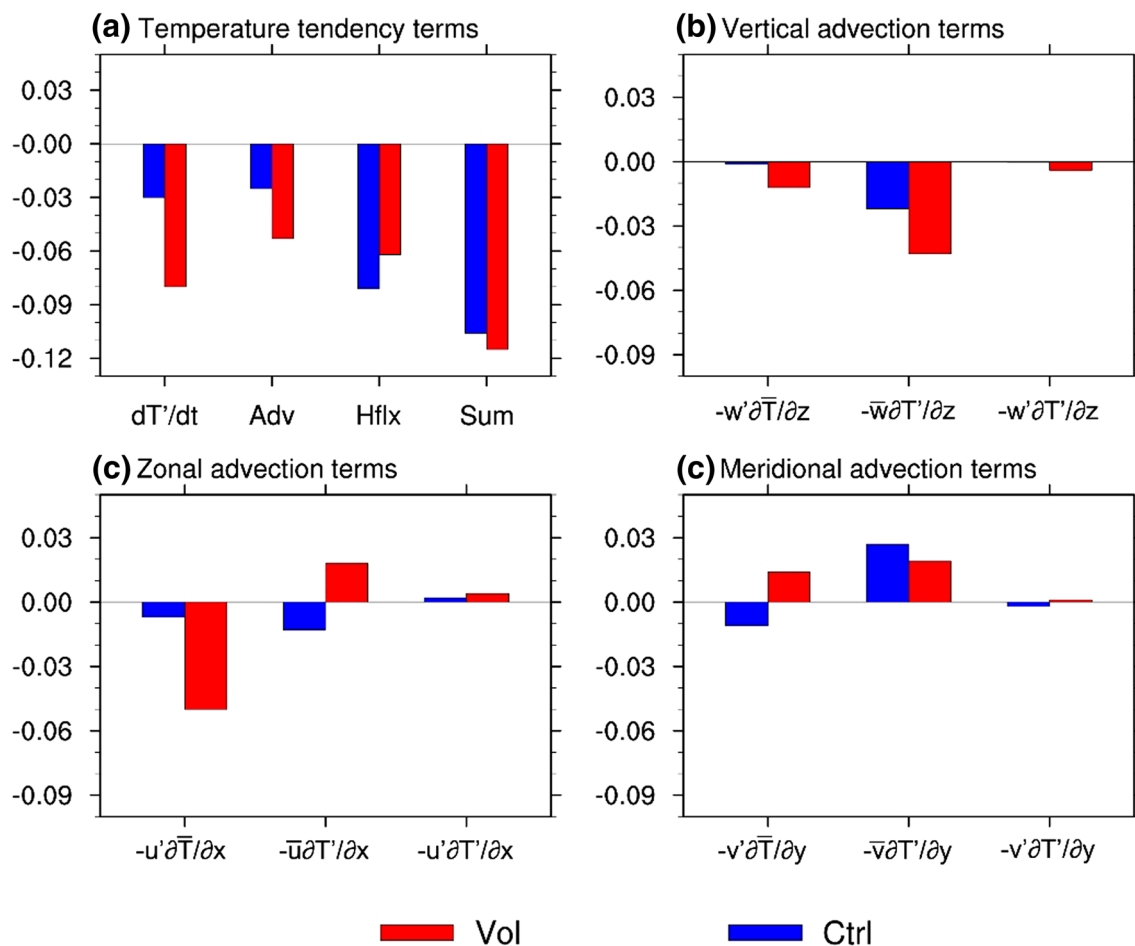 (a) Temperature tendency terms
0.03
-0.00
-0.03
-0.06
-0.09
-0.12
dT'/dt Adv Hflx Sum
(b) Vertical advection terms
0.03
0.00
-0.03
-0.06
-0.09
-w'∂T̅/∂z -w̅∂T'/∂z -w'∂T'/∂z
(c) Zonal advection terms
0.03
0.00
-0.03
-0.06
-0.09
-u'∂T̅/∂x -u̅∂T'/∂x -u'∂T'/∂x
(c) Meridional advection terms
0.03
0.00
-0.03
-0.06
-0.09
-v'∂T̅/∂y -v̅∂T'/∂y -v'∂T'/∂y
Vol Ctrl